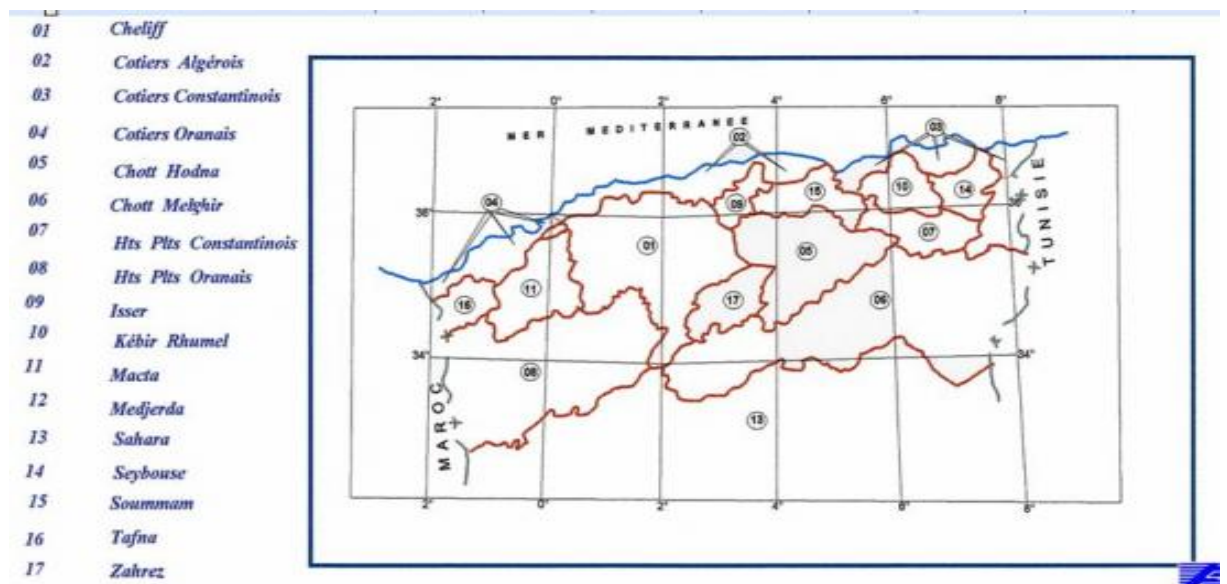 01 Cheliff
02 Cotiers Algérois
03 Cotiers Constantinois
04 Cotiers Oranais
05 Chott Hodna
06 Chott Melghir
07 Hts Plts Constantinois
08 Hts Plts Oranais
09 Isser
10 Kébir Rhumel
11 Macta
12 Medjerda
13 Sahara
14 Seybouse
15 Soummam
16 Tafna
17 Zahrez
2° 0° 2° 4° 6° 8°
MER MEDITERRANEE
02
03
04
09
15
10
14
36° 36°
01
05
07
11
16
17
06
34° 34°
08
13
MAROC
TUNISIE
2° 0° 2° 4° 6° 8°